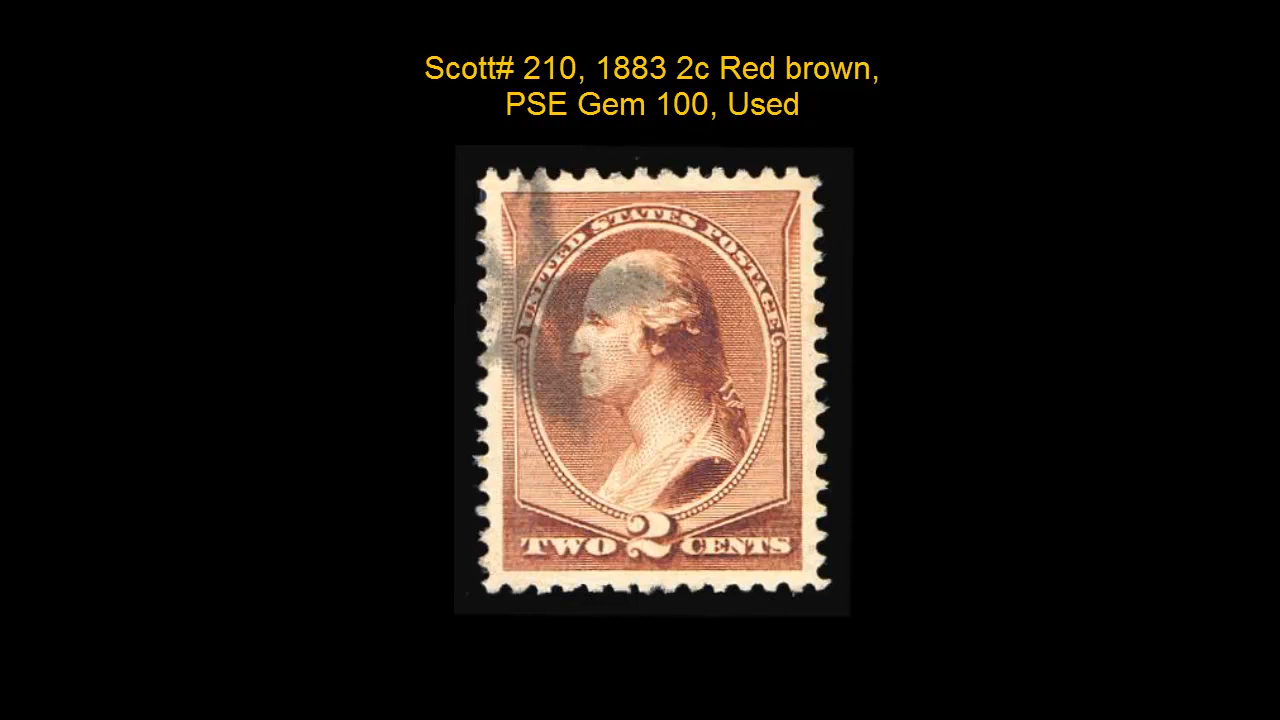 Scott# 210, 1883 2c Red brown,
PSE Gem 100, Used
UNITED STATES POSTAGE
TWO 2 CENTS